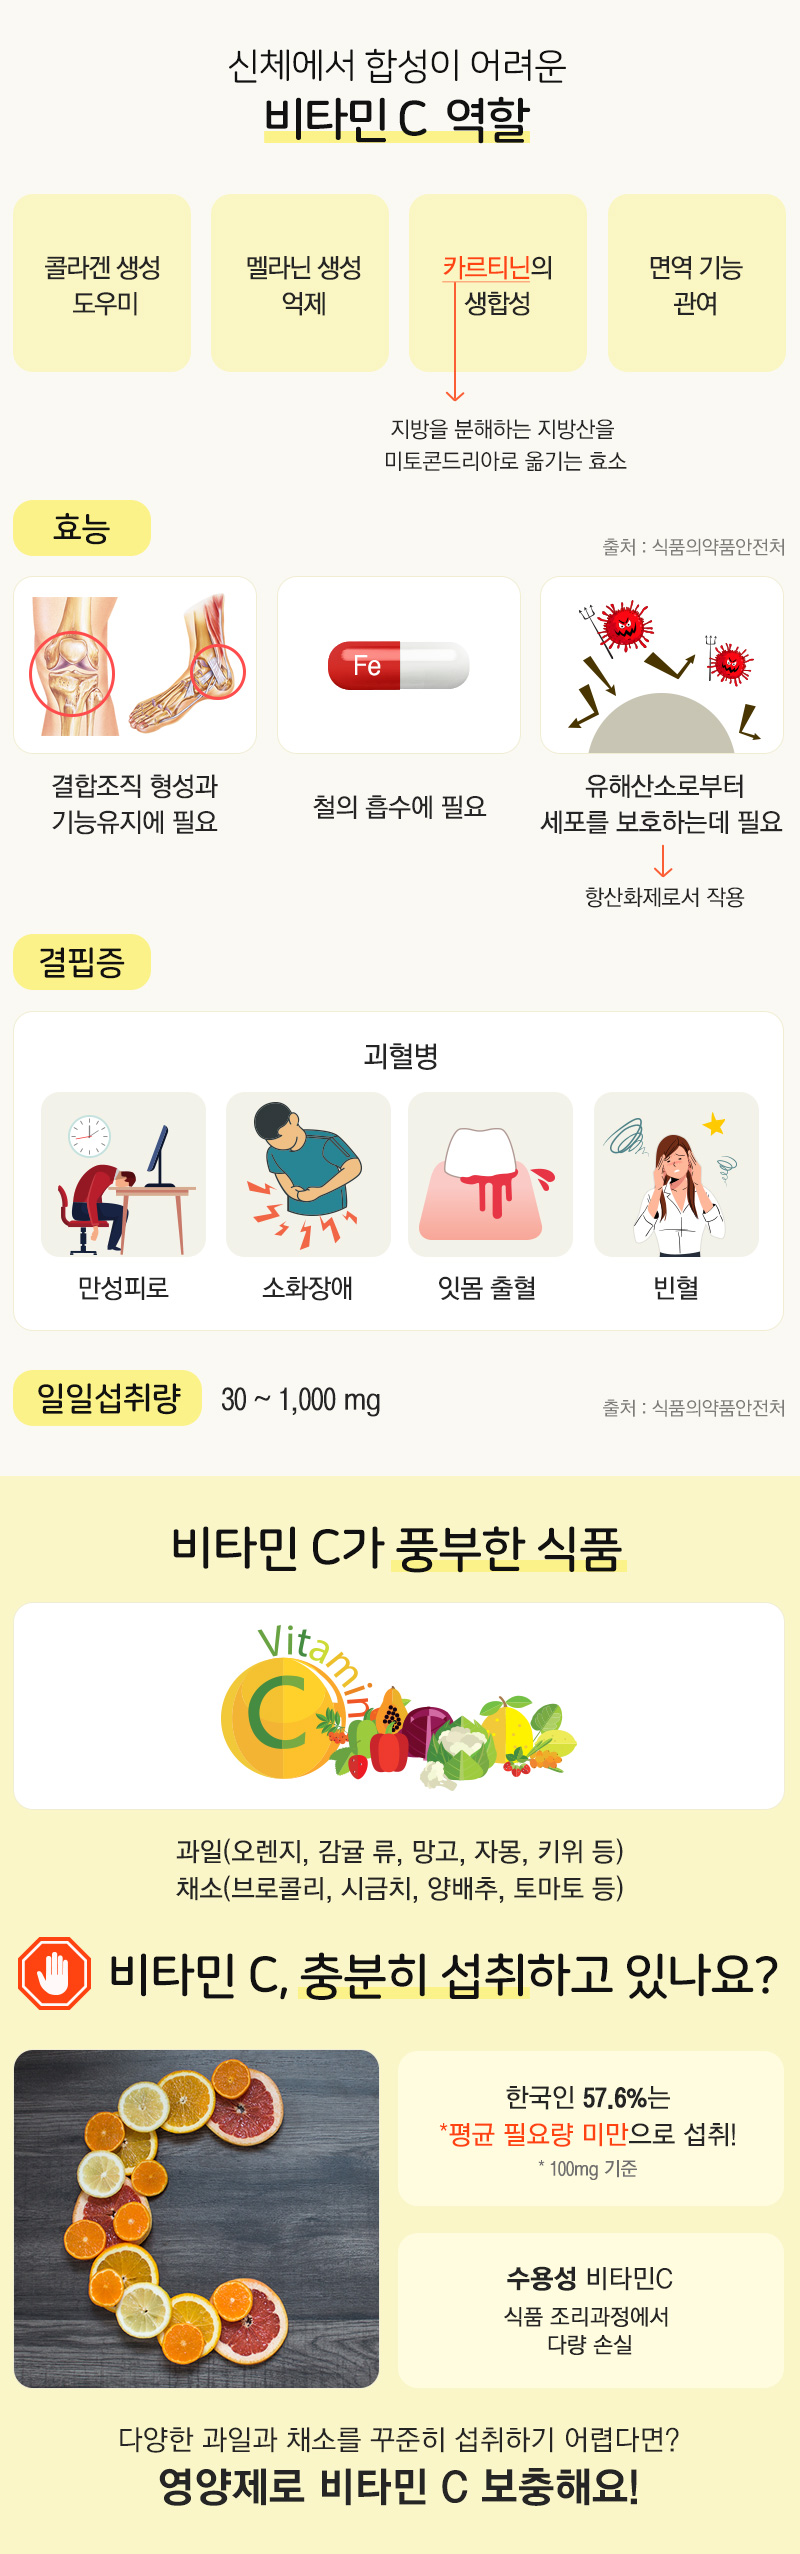 신체에서 합성이 어려운
비타민 C 역할
콜라겐 생성
도우미
멜라닌 생성
억제
카르티닌의
생합성
면역 기능
관여
지방을 분해하는 지방산을
미토콘드리아로 옮기는 효소
효능
출처 : 식품의약품안전처
Fe
결합조직 형성과
기능유지에 필요
철의 흡수에 필요
유해산소로부터
세포를 보호하는데 필요
항산화제로서 작용
결핍증
괴혈병
만성피로
소화장애
잇몸 출혈
빈혈
일일섭취량
30 ~ 1,000 mg
출처 : 식품의약품안전처
비타민 C가 풍부한 식품
Vitamin
C
과일(오렌지, 감귤 류, 망고, 자몽, 키위 등)
채소(브로콜리, 시금치, 양배추, 토마토 등)
비타민 C, 충분히 섭취하고 있나요?
한국인 57.6%는
*평균 필요량 미만으로 섭취!
* 100mg 기준
수용성 비타민C
식품 조리과정에서
다량 손실
다양한 과일과 채소를 꾸준히 섭취하기 어렵다면?
영양제로 비타민 C 보충해요!